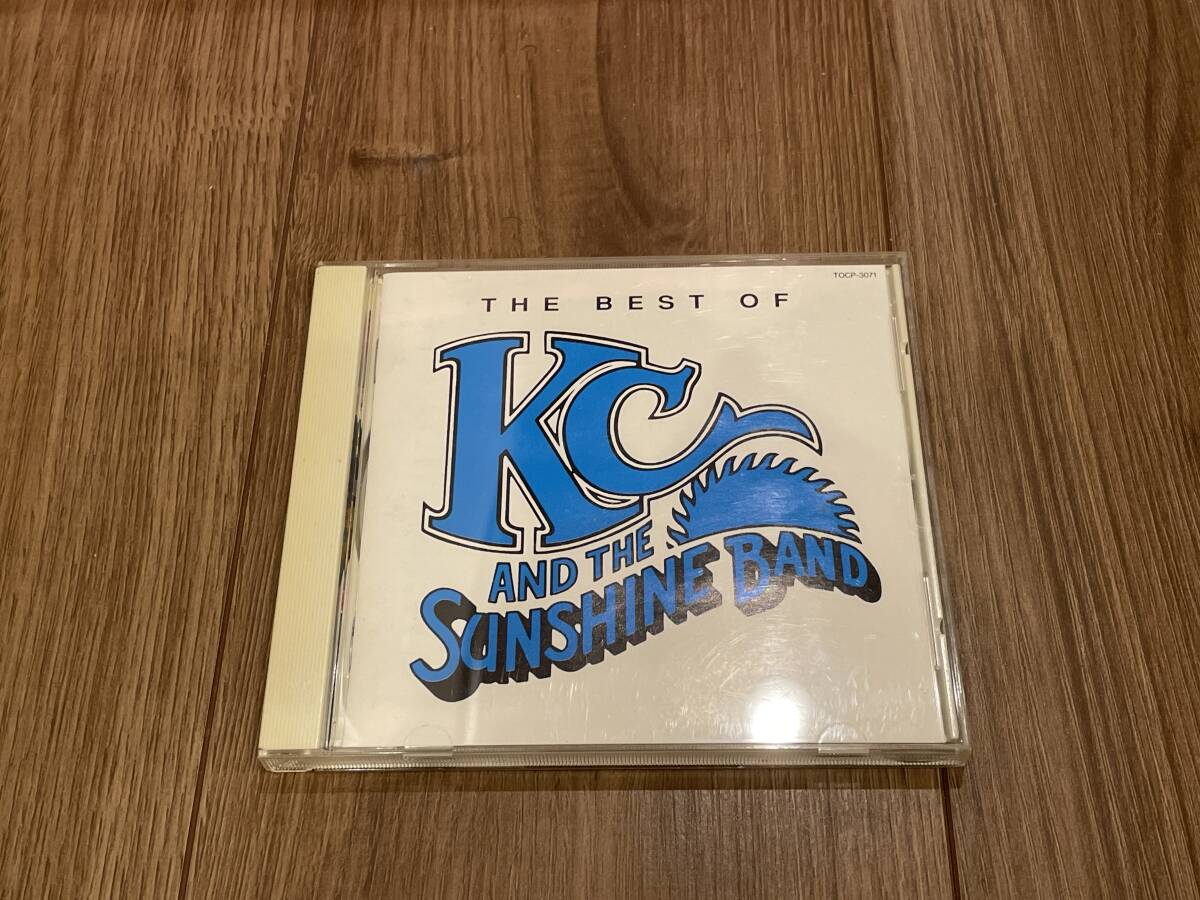 TOCP-3071
THE BEST OF
KC
AND THE
SUNSHINE BAND